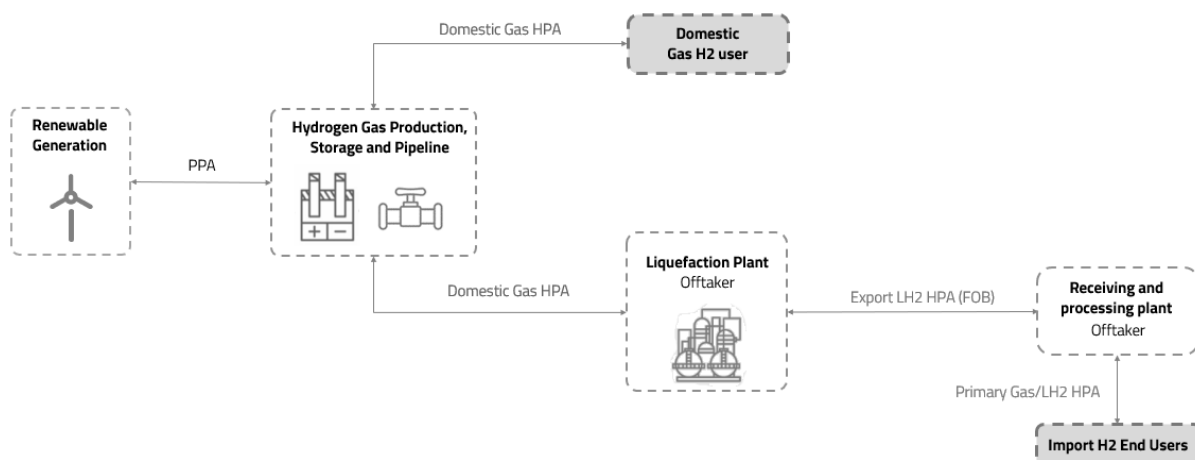 Domestic Gas HPA
Domestic
Gas H2 user
Renewable
Generation
PPA
Hydrogen Gas Production,
Storage and Pipeline
+ −
Domestic Gas HPA
Liquefaction Plant
Offtaker
Export LH2 HPA (FOB)
Receiving and
processing plant
Offtaker
Primary Gas/LH2 HPA
Import H2 End Users